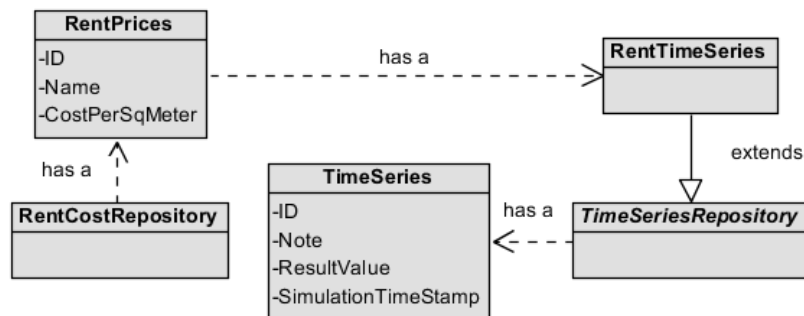 RentPrices
-ID
-Name
-CostPerSqMeter
has a
RentTimeSeries
has a
extends
RentCostRepository
TimeSeries
-ID
-Note
-ResultValue
-SimulationTimeStamp
has a
TimeSeriesRepository